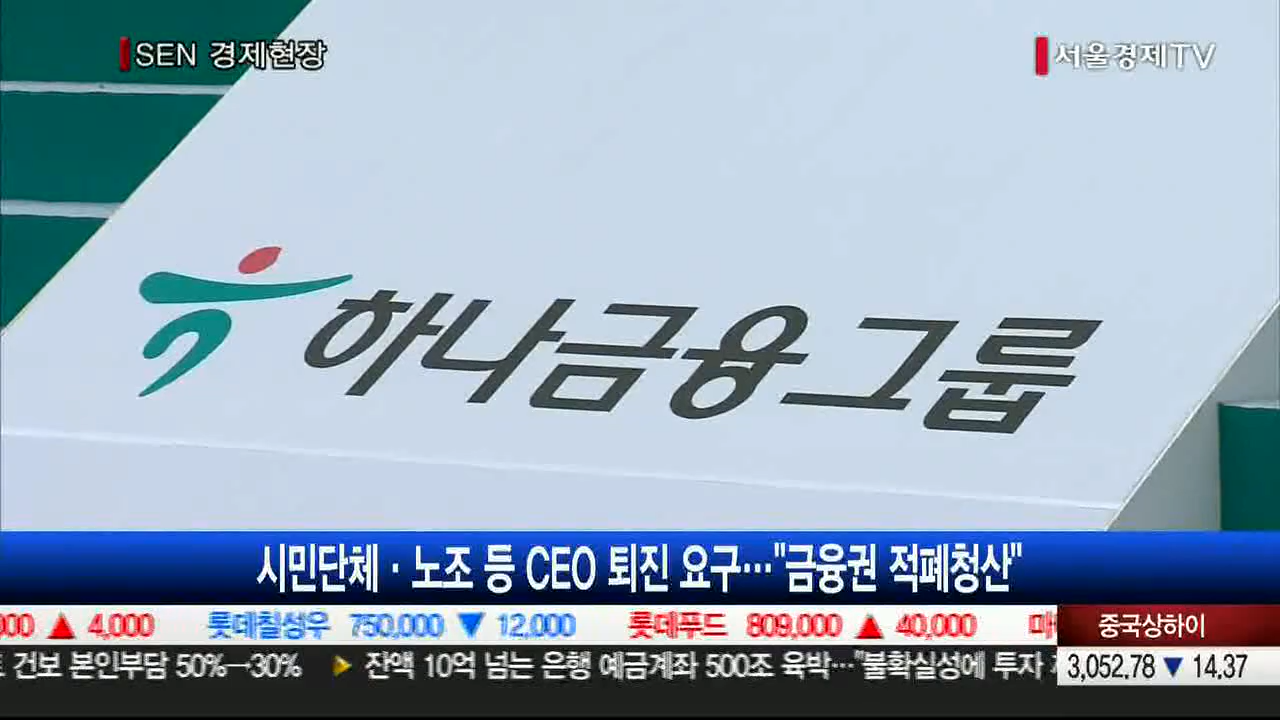 SEN 경제현장
서울경제TV
하나금융그룹
시민단체·노조 등 CEO 퇴진 요구…"금융권 적폐청산"
000 ▲ 4,000 롯데칠성우 750,000 ▼ 12,000 롯데푸드 809,000 ▲ 40,000
중국상하이
건보 본인부담 50%→30% ▶ 잔액 10억 넘는 은행 예금계좌 500조 육박…"불확실성에 투자
3,052.78 ▼ 14.37